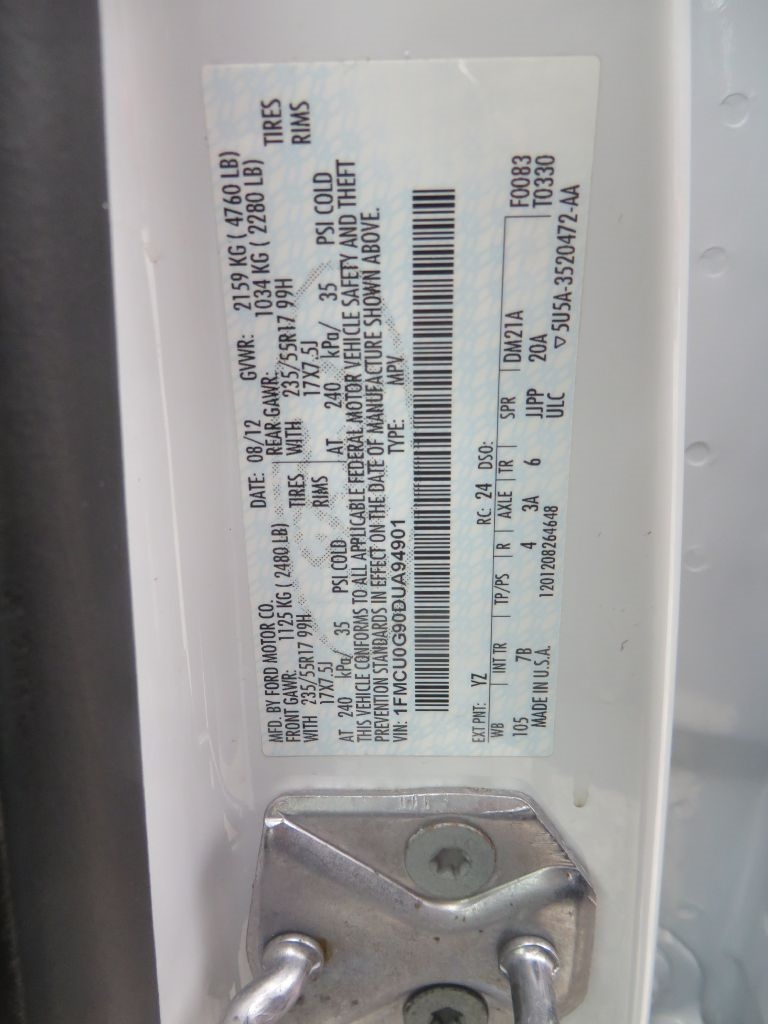 MFD. BY FORD MOTOR CO. DATE: 08/12 GVWR: 2159 KG ( 4760 LB)
FRONT GAWR: 1125 KG ( 2480 LB) REAR GAWR: 1034 KG ( 2280 LB)
WITH 235/55R17 99H TIRES WITH 235/55R17 99H TIRES
17X7.5J RIMS 17X7.5J RIMS
AT 240 kPa/ 35 PSI COLD AT 240 kPa/ 35 PSI COLD
THIS VEHICLE CONFORMS TO ALL APPLICABLE FEDERAL MOTOR VEHICLE SAFETY AND THEFT
PREVENTION STANDARDS IN EFFECT ON THE DATE OF MANUFACTURE SHOWN ABOVE.
VIN: 1FMCU0G90DUA94901 TYPE: MPV
EXT PNT: YZ RC: 24 DSO: F0083
WB INT TR TP/PS R AXLE TR SPR DM21A T0330
105 7B 4 3A 6 JJPP 20A
MADE IN U.S.A. 1201208264648 ULC ▽5U5A-3520472-AA